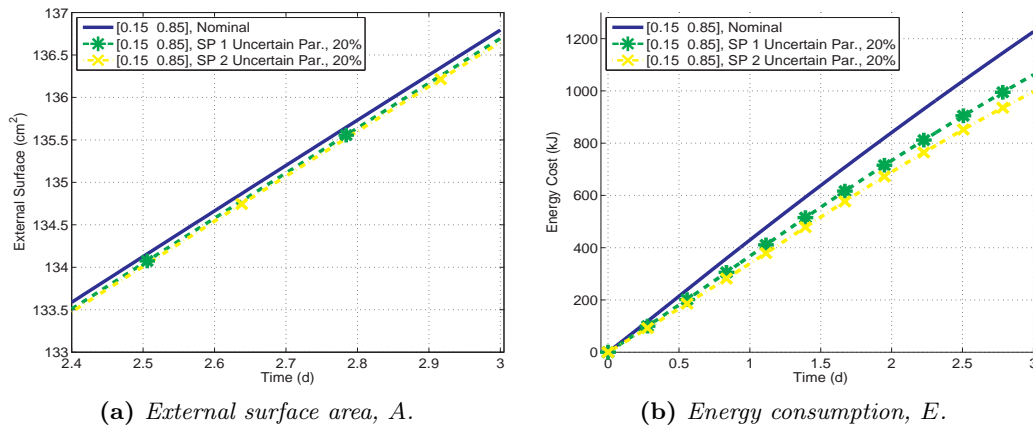 [0.15 0.85], Nominal
[0.15 0.85], SP 1 Uncertain Par., 20%
[0.15 0.85], SP 2 Uncertain Par., 20%
137
136.5
136
135.5
135
134.5
134
133.5
133
External Surface (cm2)
2.4 2.5 2.6 2.7 2.8 2.9 3
Time (d)
(a) External surface area, A.
[0.15 0.85], Nominal
[0.15 0.85], SP 1 Uncertain Par., 20%
[0.15 0.85], SP 2 Uncertain Par., 20%
1200
1000
800
600
400
200
0
Energy Cost (kJ)
0 0.5 1 1.5 2 2.5 3
Time (d)
(b) Energy consumption, E.